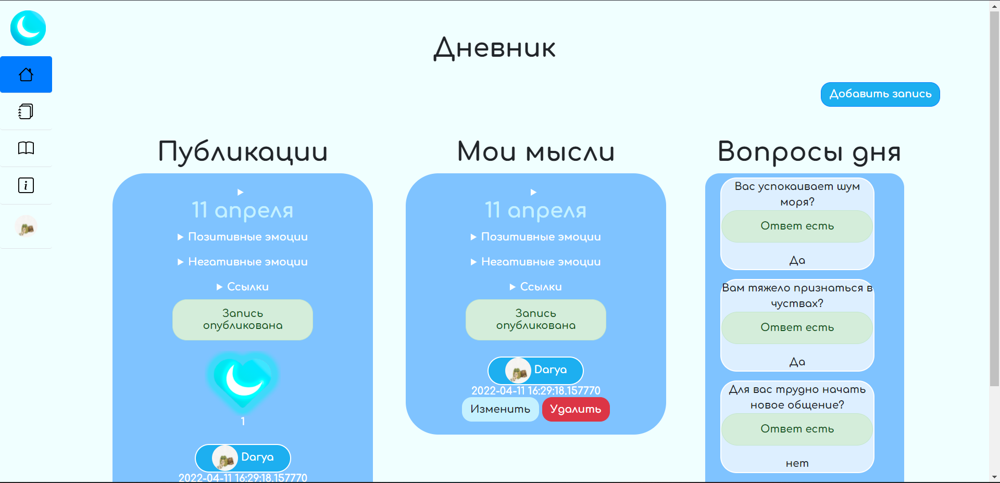 Дневник
Добавить запись
Публикации
11 апреля
Позитивные эмоции
Негативные эмоции
Ссылки
Запись
опубликована
1
Darya
2022-04-11 16:29:18.157770
Мои мысли
11 апреля
Позитивные эмоции
Негативные эмоции
Ссылки
Запись
опубликована
Darya
2022-04-11 16:29:18.157770
Изменить
Удалить
Вопросы дня
Вас успокаивает шум
моря?
Ответ есть
Да
Вам тяжело признаться в
чуствах?
Ответ есть
Да
Для вас трудно начать
новое общение?
Ответ есть
нет